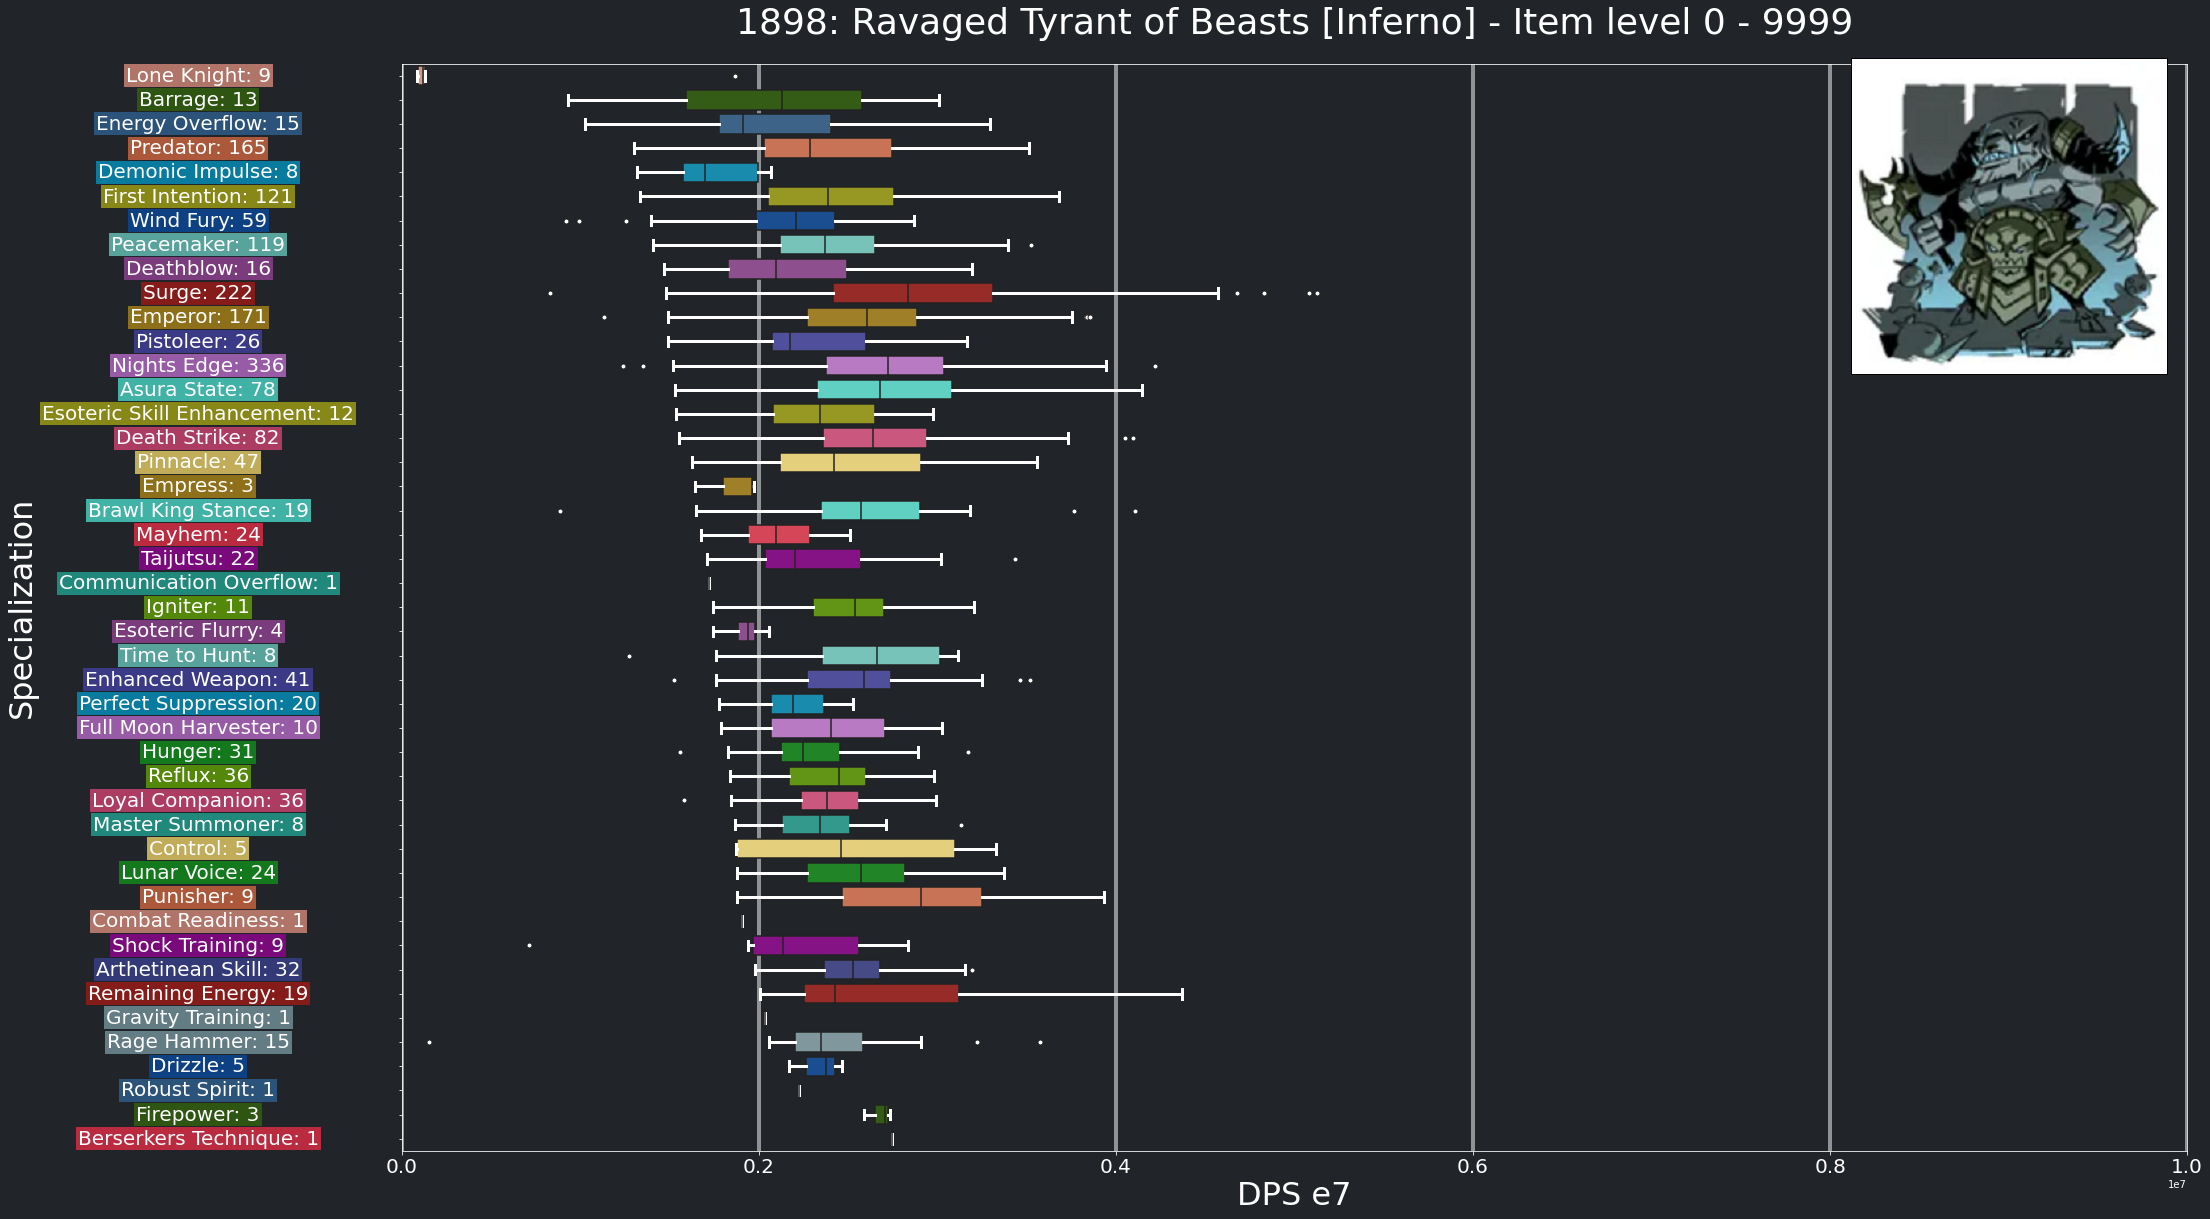 1898: Ravaged Tyrant of Beasts [Inferno] - Item level 0 - 9999
Specialization
Lone Knight: 9
Barrage: 13
Energy Overflow: 15
Predator: 165
Demonic Impulse: 8
First Intention: 121
Wind Fury: 59
Peacemaker: 119
Deathblow: 16
Surge: 222
Emperor: 171
Pistoleer: 26
Nights Edge: 336
Asura State: 78
Esoteric Skill Enhancement: 12
Death Strike: 82
Pinnacle: 47
Empress: 3
Brawl King Stance: 19
Mayhem: 24
Taijutsu: 22
Communication Overflow: 1
Igniter: 11
Esoteric Flurry: 4
Time to Hunt: 8
Enhanced Weapon: 41
Perfect Suppression: 20
Full Moon Harvester: 10
Hunger: 31
Reflux: 36
Loyal Companion: 36
Master Summoner: 8
Control: 5
Lunar Voice: 24
Punisher: 9
Combat Readiness: 1
Shock Training: 9
Arthetinean Skill: 32
Remaining Energy: 19
Gravity Training: 1
Rage Hammer: 15
Drizzle: 5
Robust Spirit: 1
Firepower: 3
Berserkers Technique: 1
0.0 0.2 0.4 0.6 0.8 1.0
1e7
DPS e7